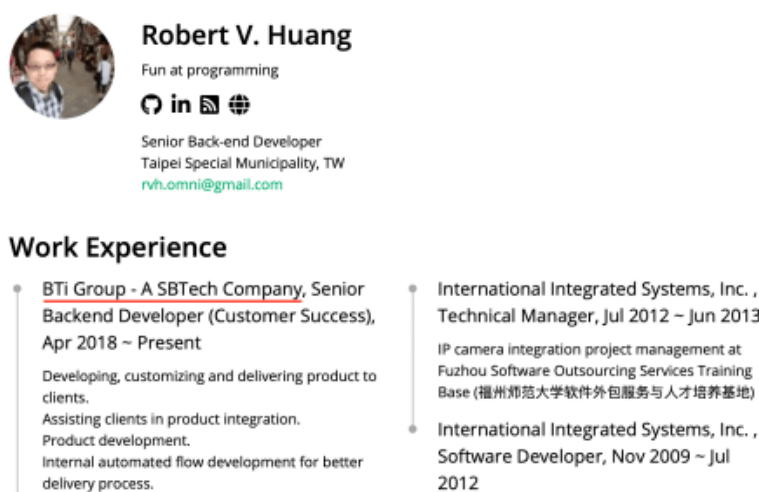 Robert V. Huang
Fun at programming
Senior Back-end Developer
Taipei Special Municipality, TW
rvh.omni@gmail.com
Work Experience
BTi Group - A SBTech Company, Senior
Backend Developer (Customer Success),
Apr 2018 ~ Present
Developing, customizing and delivering product to
clients.
Assisting clients in product integration.
Product development.
Internal automated flow development for better
delivery process.
International Integrated Systems, Inc. ,
Technical Manager, Jul 2012 ~ Jun 2013
IP camera integration project management at
Fuzhou Software Outsourcing Services Training
Base (福州师范大学软件外包服务与人才培养基地)
International Integrated Systems, Inc. ,
Software Developer, Nov 2009 ~ Jul
2012